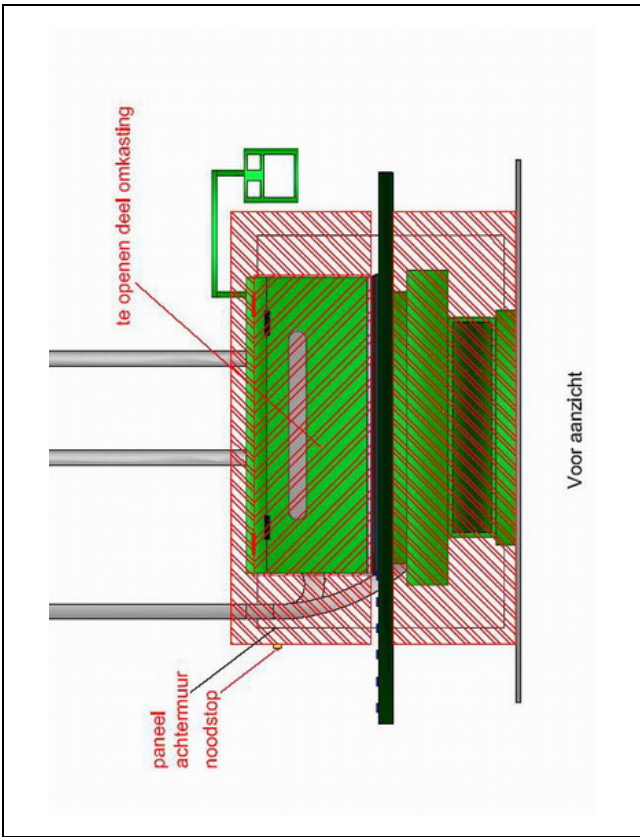 te openen deel omkasting
paneel
achtermuur
noodstop
Voor aanzicht